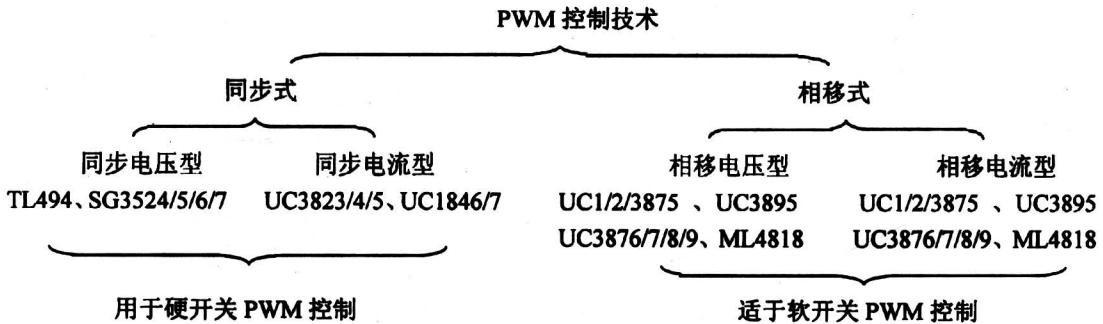 PWM 控制技术
同步式 相移式
同步电压型 同步电流型 相移电压型 相移电流型
TL494、SG3524/5/6/7 UC3823/4/5、UC1846/7 UC1/2/3875 、UC3895 UC1/2/3875 、UC3895
UC3876/7/8/9、ML4818 UC3876/7/8/9、ML4818
用于硬开关 PWM 控制 适于软开关 PWM 控制